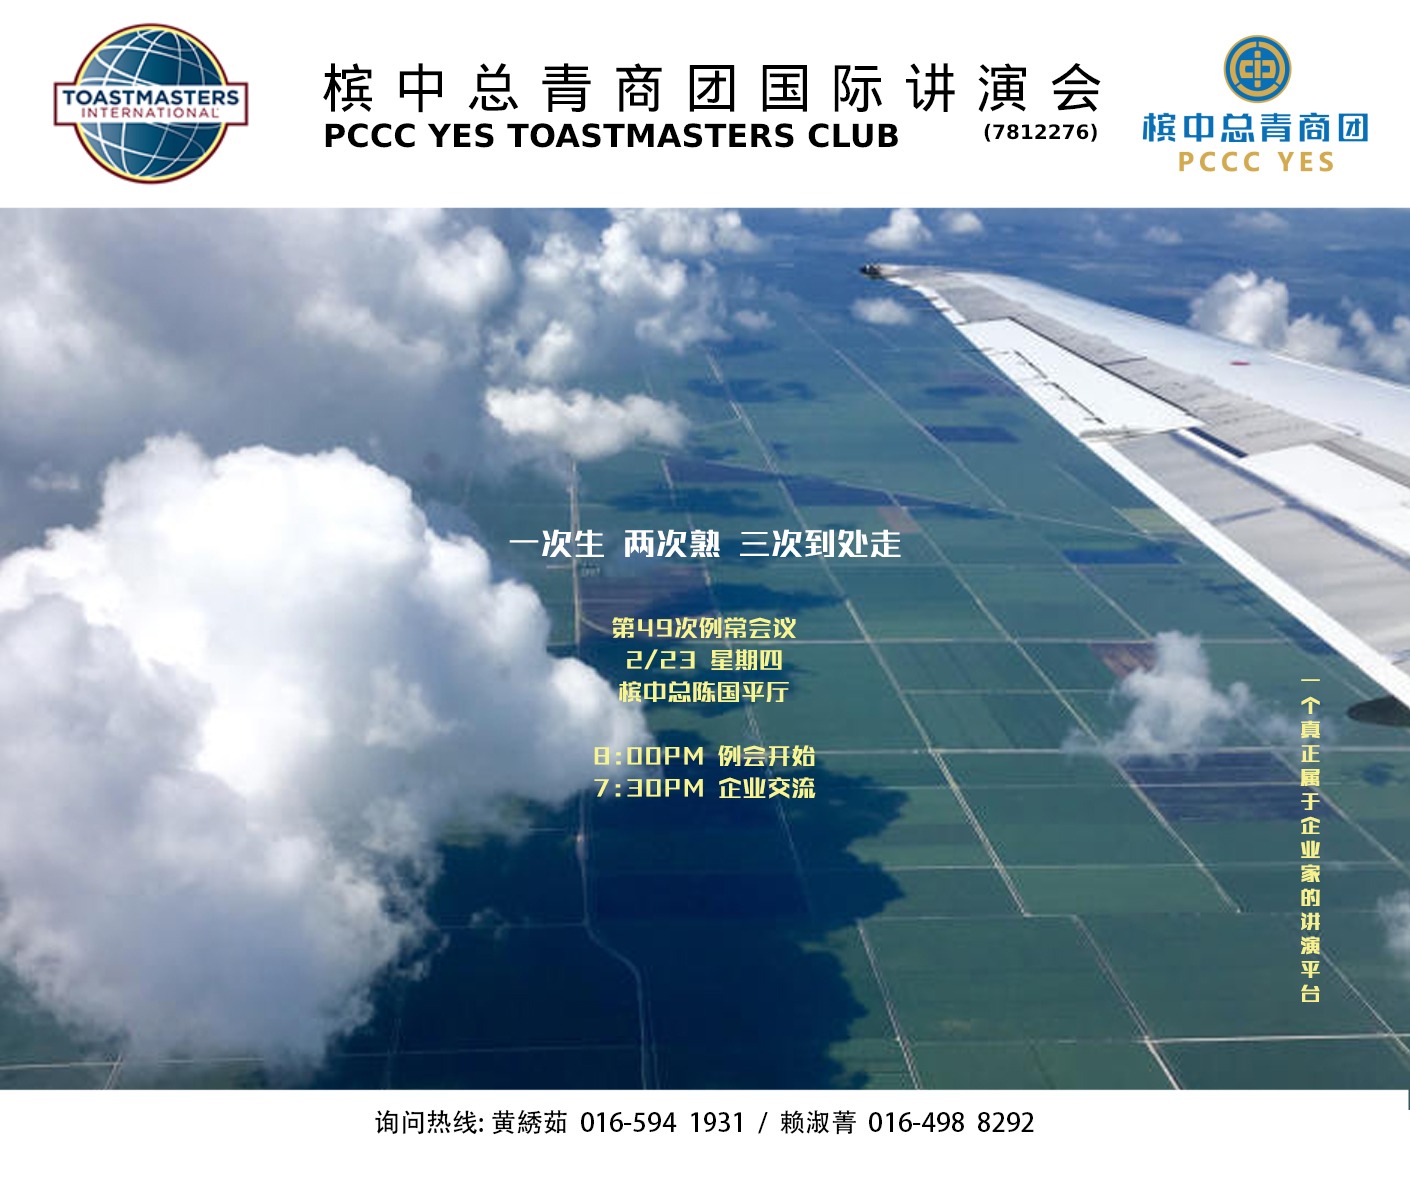 TOASTMASTERS
INTERNATIONAL
槟中总青商团国际讲演会
PCCC YES TOASTMASTERS CLUB (7812276)
槟中总青商团
PCCC YES
一次生 两次熟 三次到处走
第49次例常会议
2/23 星期四
槟中总陈国平厅
8:00PM 例会开始
7:30PM 企业交流
一个真正属于企业家的讲演平台
询问热线: 黄綉茹 016-594 1931 / 赖淑菁 016-498 8292